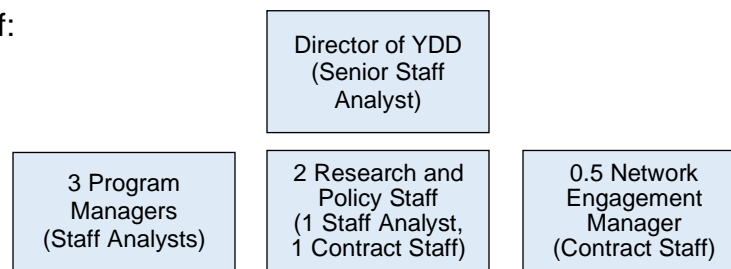 f:
Director of YDD
(Senior Staff
Analyst)
3 Program
Managers
(Staff Analysts)
2 Research and
Policy Staff
(1 Staff Analyst,
1 Contract Staff)
0.5 Network
Engagement
Manager
(Contract Staff)